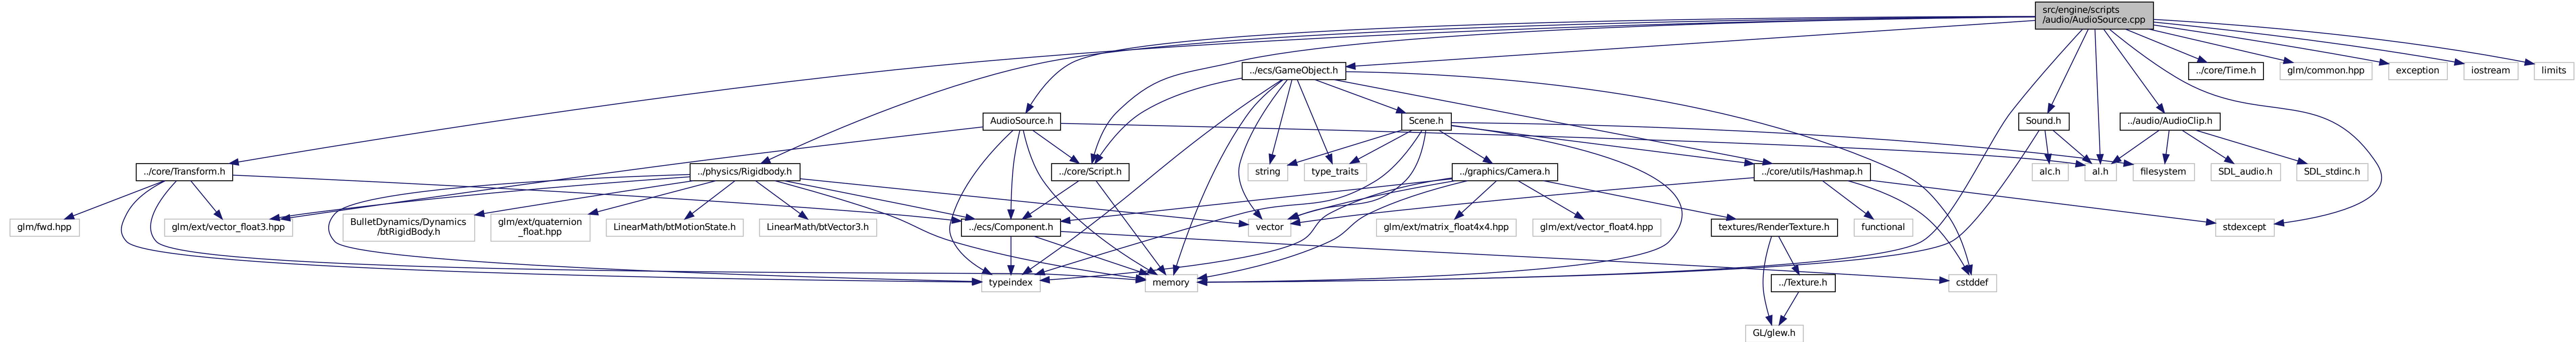 src/engine/scripts
/audio/AudioSource.cpp
../ecs/GameObject.h
../core/Time.h
glm/common.hpp
exception
iostream
limits
AudioSource.h
Scene.h
Sound.h
../audio/AudioClip.h
../core/Transform.h
../physics/Rigidbody.h
../core/Script.h
string
type_traits
../graphics/Camera.h
../core/utils/Hashmap.h
alc.h
al.h
filesystem
SDL_audio.h
SDL_stdinc.h
glm/fwd.hpp
glm/ext/vector_float3.hpp
BulletDynamics/Dynamics
/btRigidBody.h
glm/ext/quaternion
_float.hpp
LinearMath/btMotionState.h
LinearMath/btVector3.h
../ecs/Component.h
vector
glm/ext/matrix_float4x4.hpp
glm/ext/vector_float4.hpp
textures/RenderTexture.h
functional
stdexcept
typeindex
memory
../Texture.h
cstddef
GL/glew.h